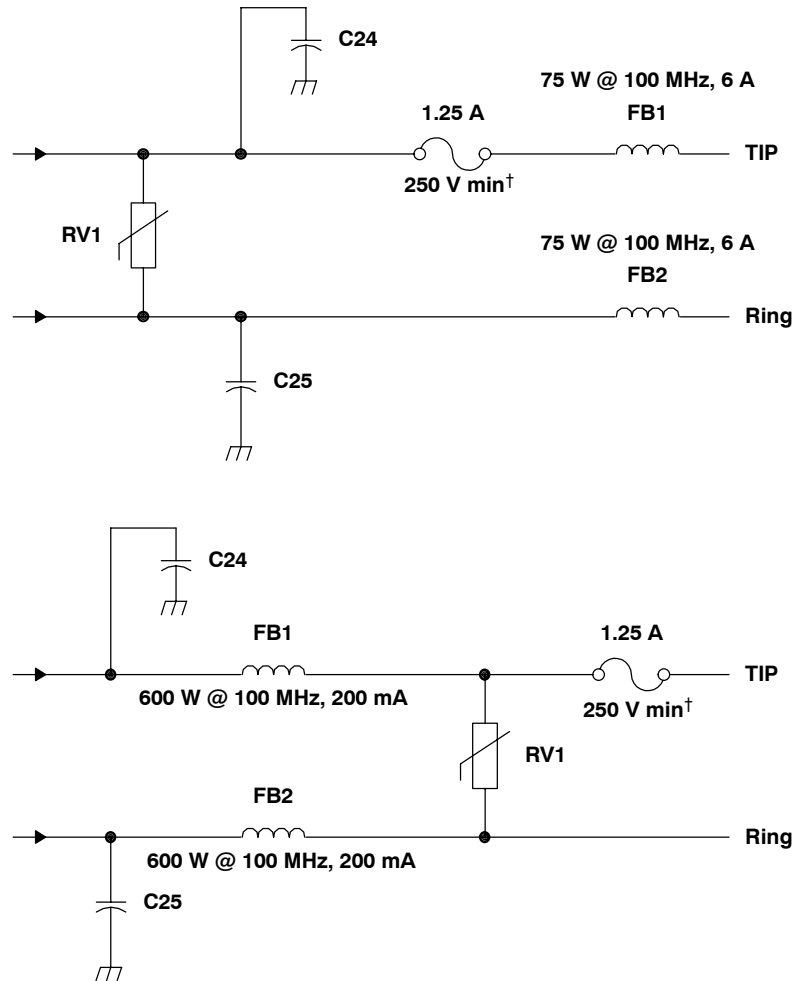 C24
75 W @ 100 MHz, 6 A
1.25 A
FB1
TIP
250 V min†
RV1
75 W @ 100 MHz, 6 A
FB2
Ring
C25
C24
FB1
1.25 A
TIP
600 W @ 100 MHz, 200 mA
250 V min†
RV1
FB2
Ring
600 W @ 100 MHz, 200 mA
C25